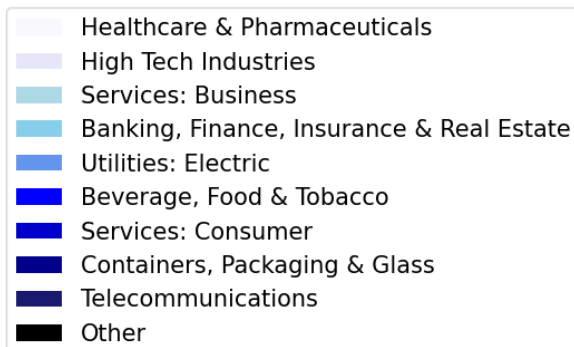 Healthcare & Pharmaceuticals
High Tech Industries
Services: Business
Banking, Finance, Insurance & Real Estate
Utilities: Electric
Beverage, Food & Tobacco
Services: Consumer
Containers, Packaging & Glass
Telecommunications
Other